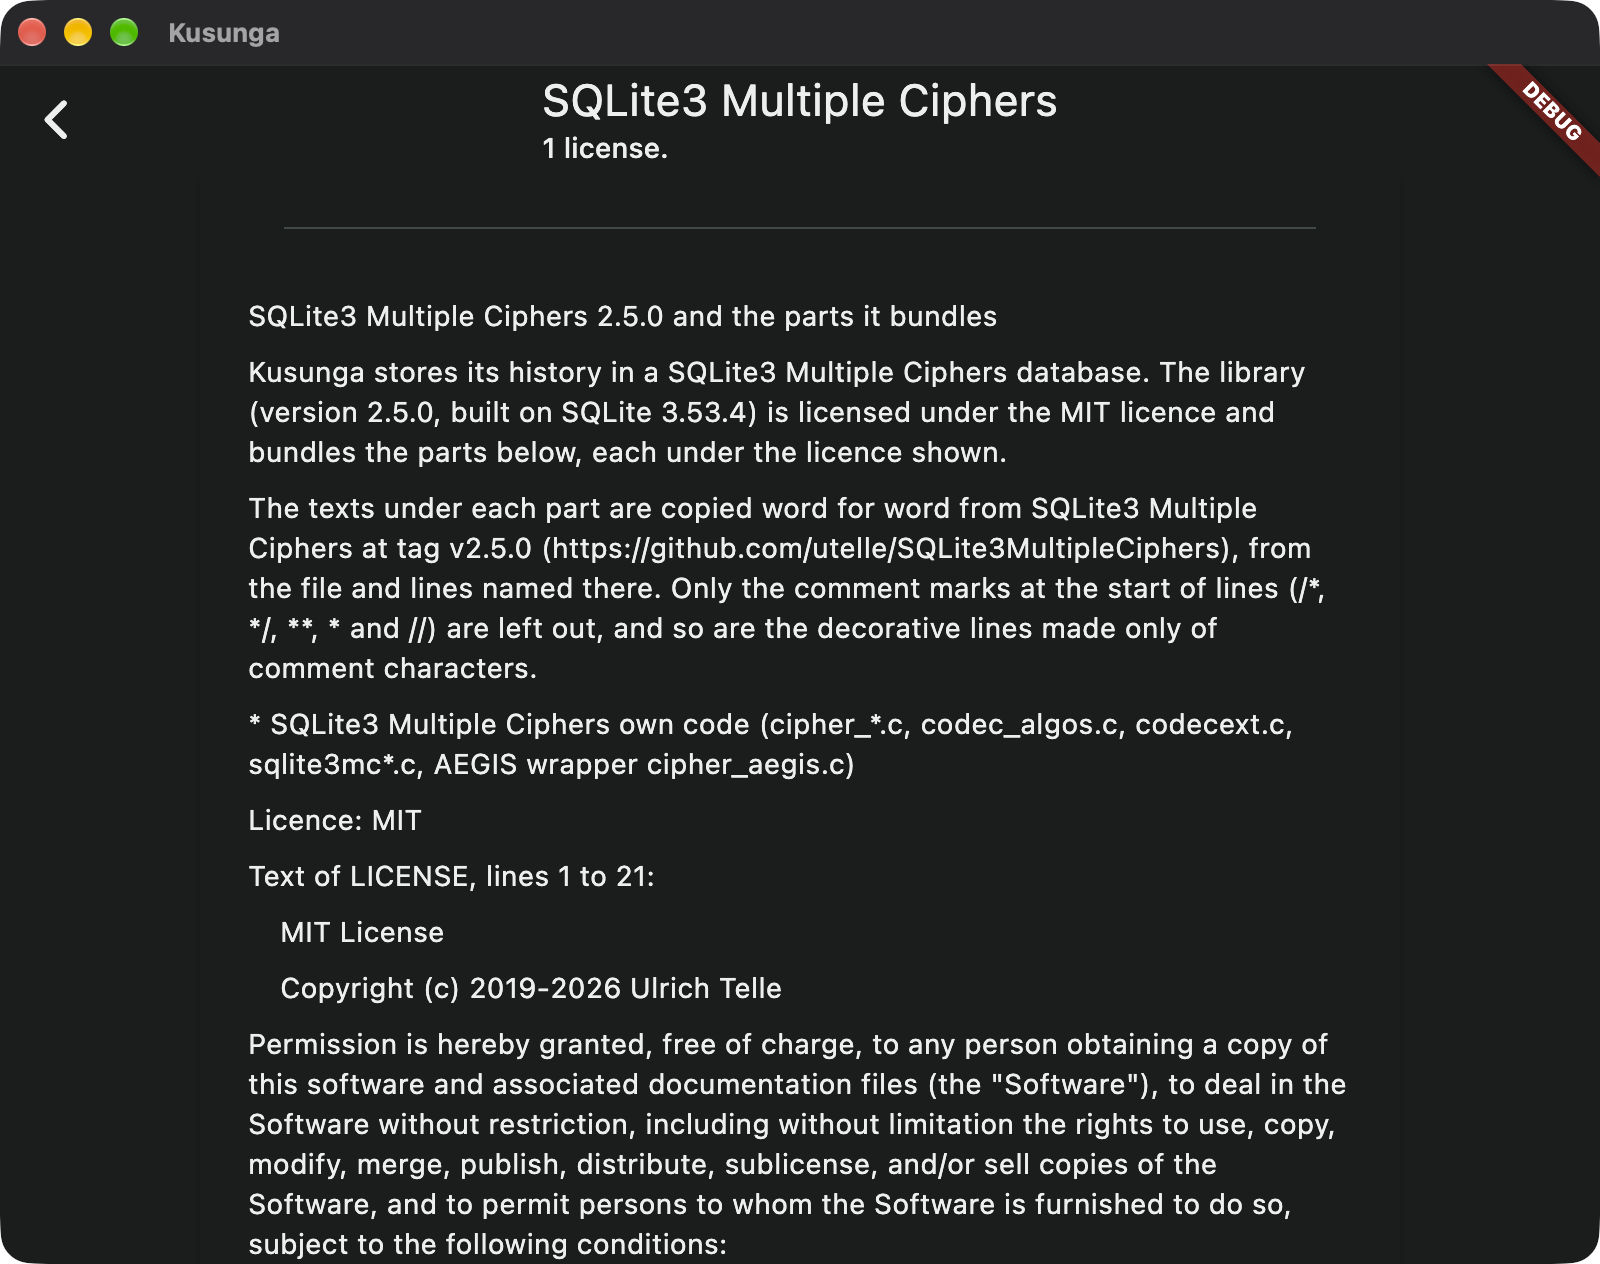 Kusunga
SQLite3 Multiple Ciphers
1 license.
DEBUG
SQLite3 Multiple Ciphers 2.5.0 and the parts it bundles
Kusunga stores its history in a SQLite3 Multiple Ciphers database. The library
(version 2.5.0, built on SQLite 3.53.4) is licensed under the MIT licence and
bundles the parts below, each under the licence shown.
The texts under each part are copied word for word from SQLite3 Multiple
Ciphers at tag v2.5.0 (https://github.com/utelle/SQLite3MultipleCiphers), from
the file and lines named there. Only the comment marks at the start of lines (/*,
*/, **, * and //) are left out, and so are the decorative lines made only of
comment characters.
* SQLite3 Multiple Ciphers own code (cipher_*.c, codec_algos.c, codecext.c,
sqlite3mc*.c, AEGIS wrapper cipher_aegis.c)
Licence: MIT
Text of LICENSE, lines 1 to 21:
MIT License
Copyright (c) 2019-2026 Ulrich Telle
Permission is hereby granted, free of charge, to any person obtaining a copy of
this software and associated documentation files (the "Software"), to deal in the
Software without restriction, including without limitation the rights to use, copy,
modify, merge, publish, distribute, sublicense, and/or sell copies of the
Software, and to permit persons to whom the Software is furnished to do so,
subject to the following conditions: